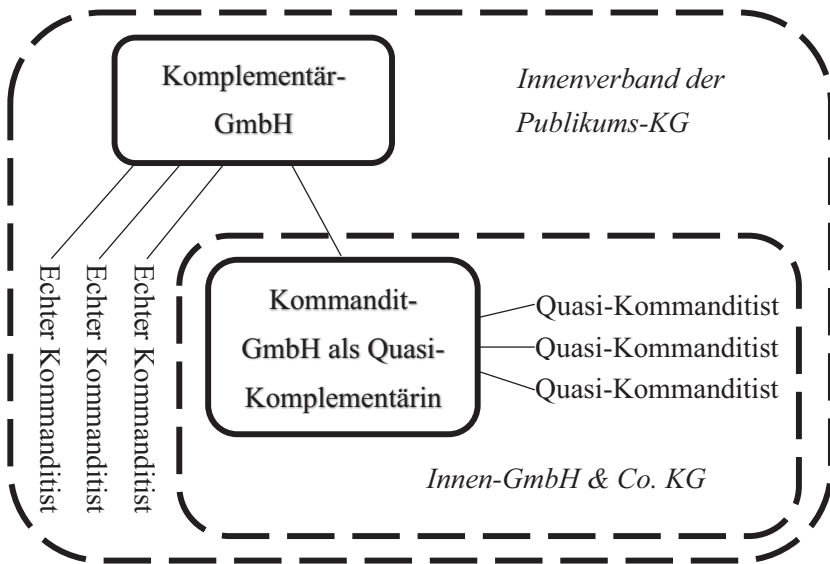 Komplementär-
GmbH
Innenverband der
Publikums-KG
Echter Kommanditist
Echter Kommanditist
Echter Kommanditist
Kommandit-
GmbH als Quasi-
Komplementärin
Quasi-Kommanditist
Quasi-Kommanditist
Quasi-Kommanditist
Innen-GmbH & Co. KG